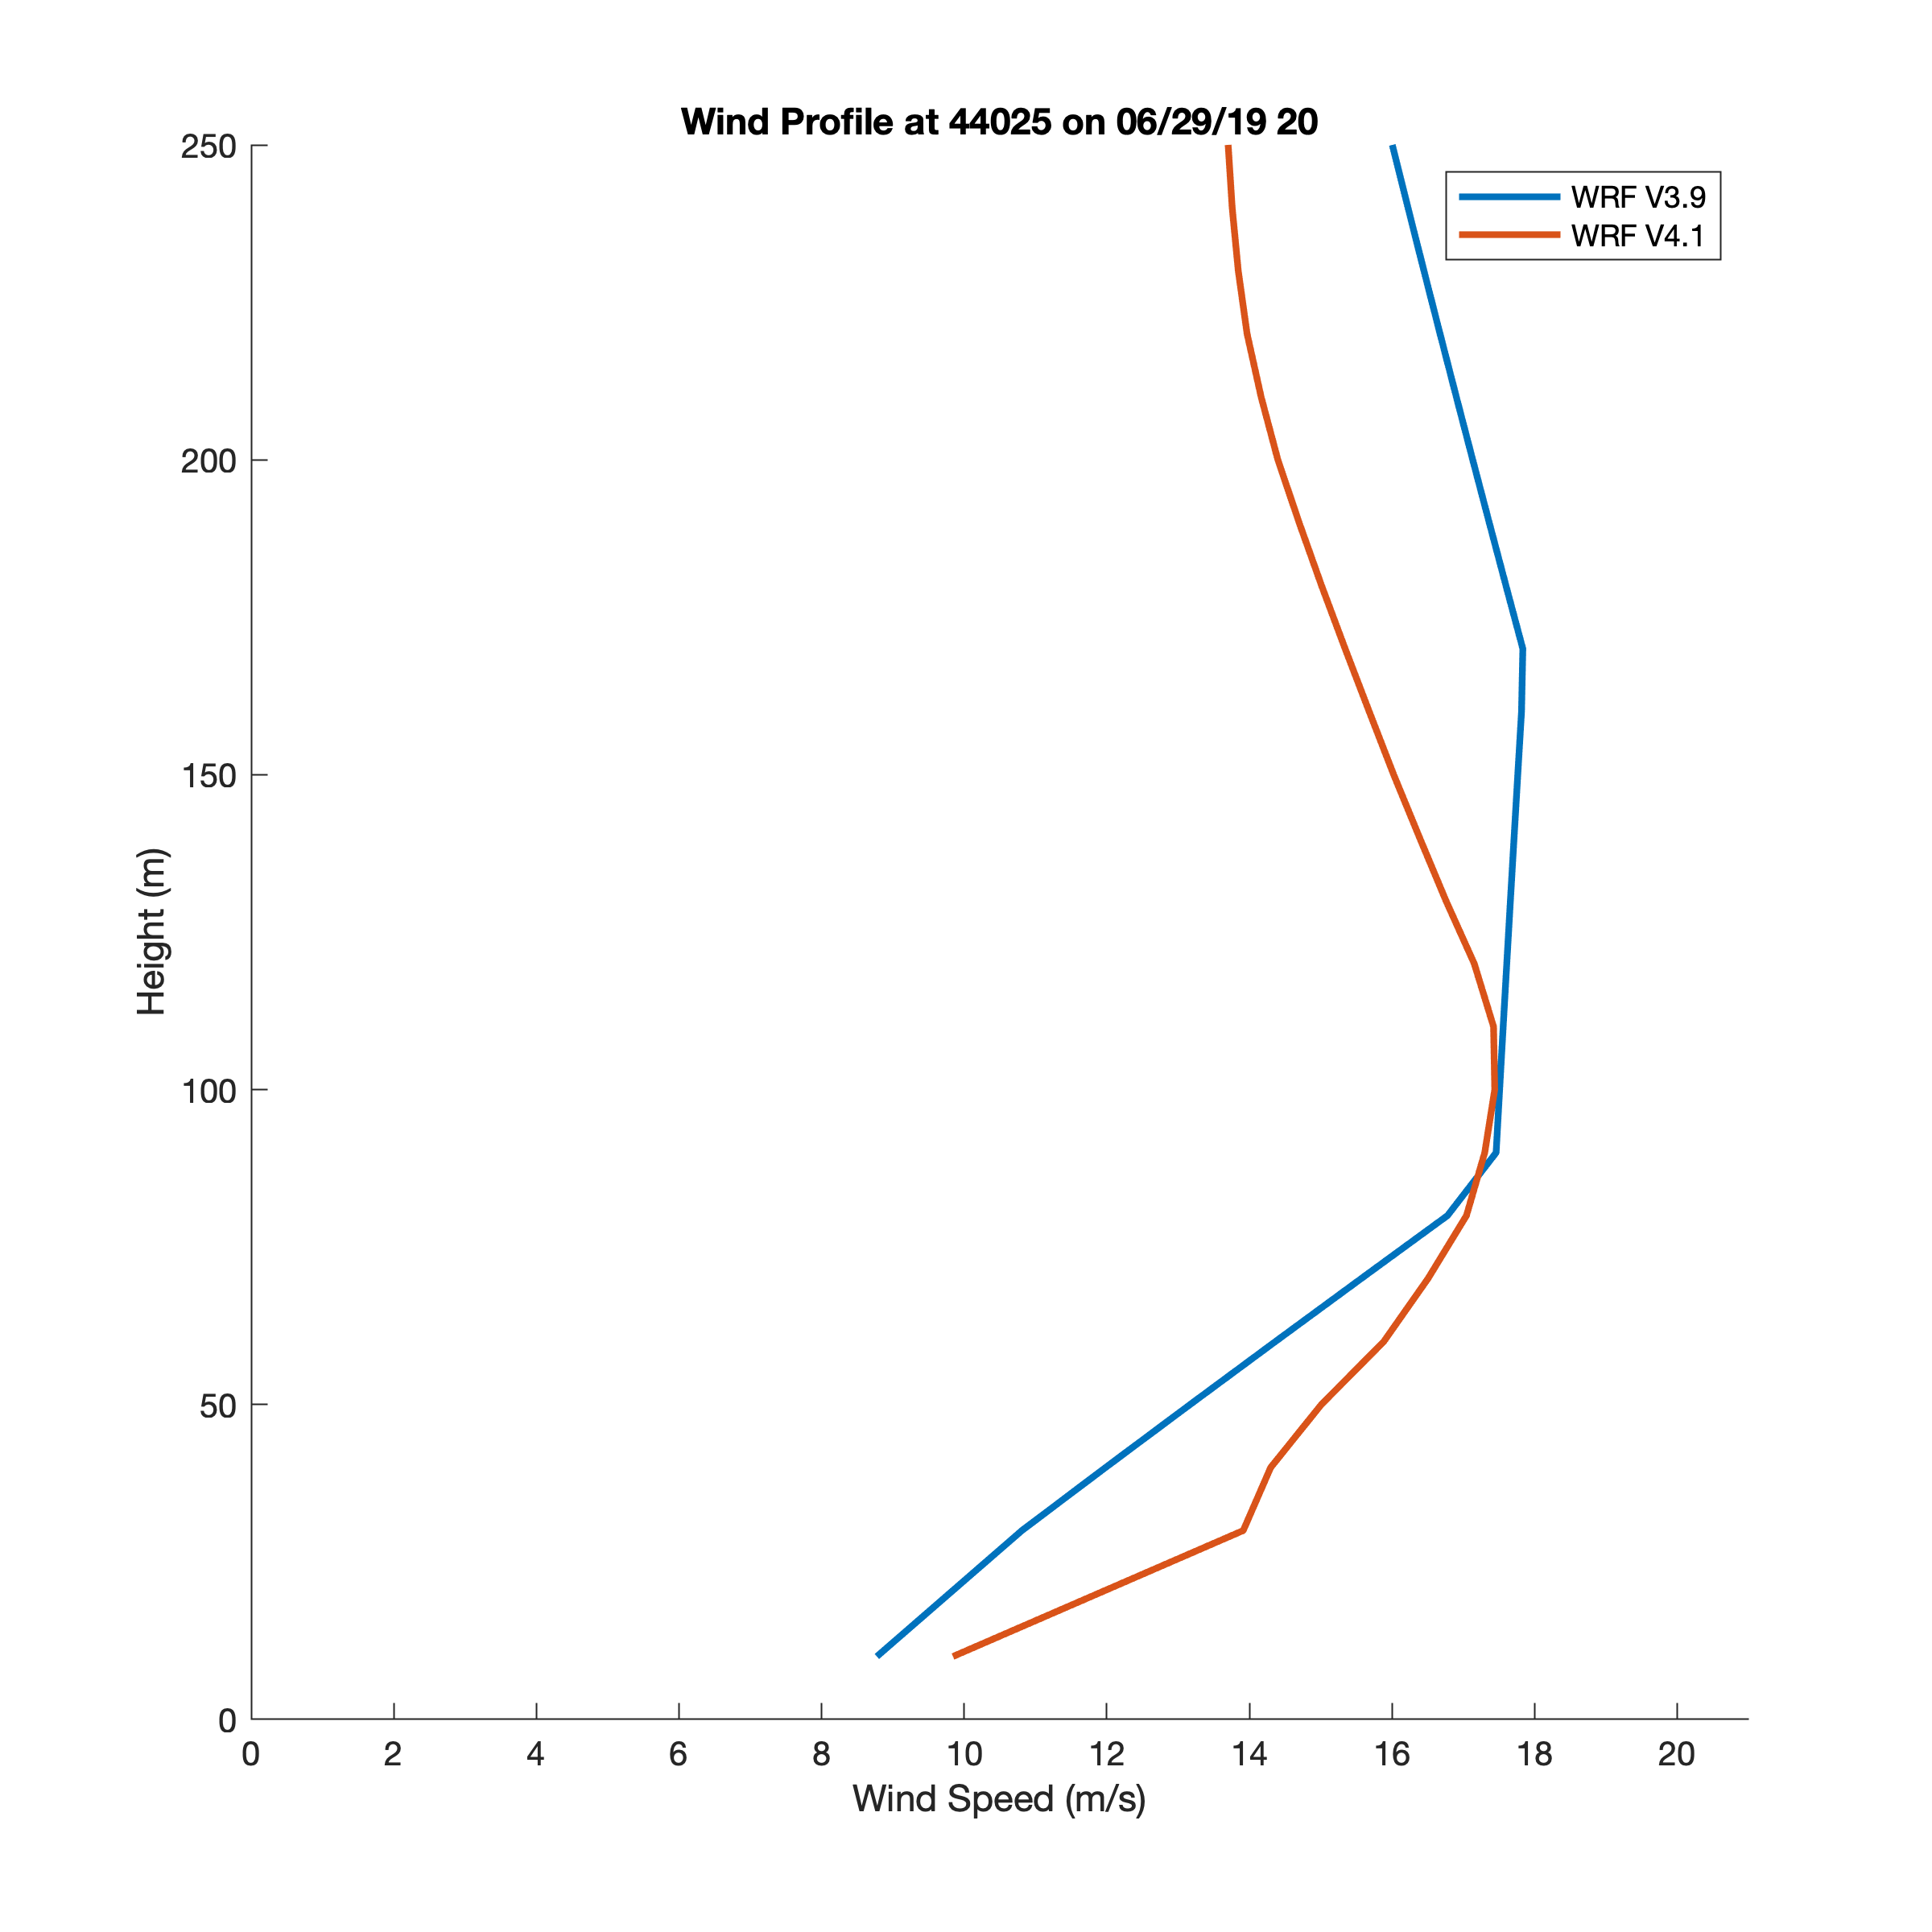 Wind Profile at 44025 on 06/29/19 20
WRF V3.9
WRF V4.1
250
200
150
100
50
0
Height (m)
0 2 4 6 8 10 12 14 16 18 20
Wind Speed (m/s)